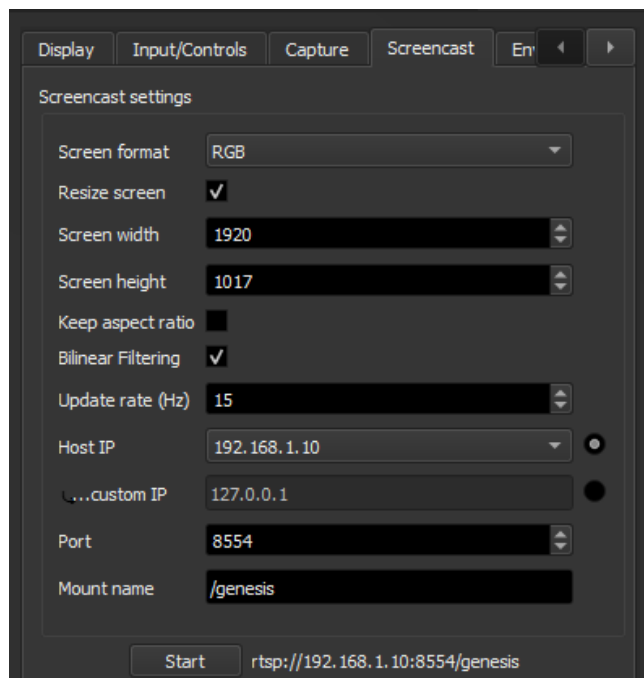 Display Input/Controls Capture Screencast
Screencast settings
Screen format RGB
Resize screen
Screen width 1920
Screen height 1017
Keep aspect ratio
Bilinear Filtering
Update rate (Hz) 15
Host IP 192.168.1.10
...custom IP 127.0.0.1
Port 8554
Mount name /genesis
Start rtsp://192.168.1.10:8554/genesis